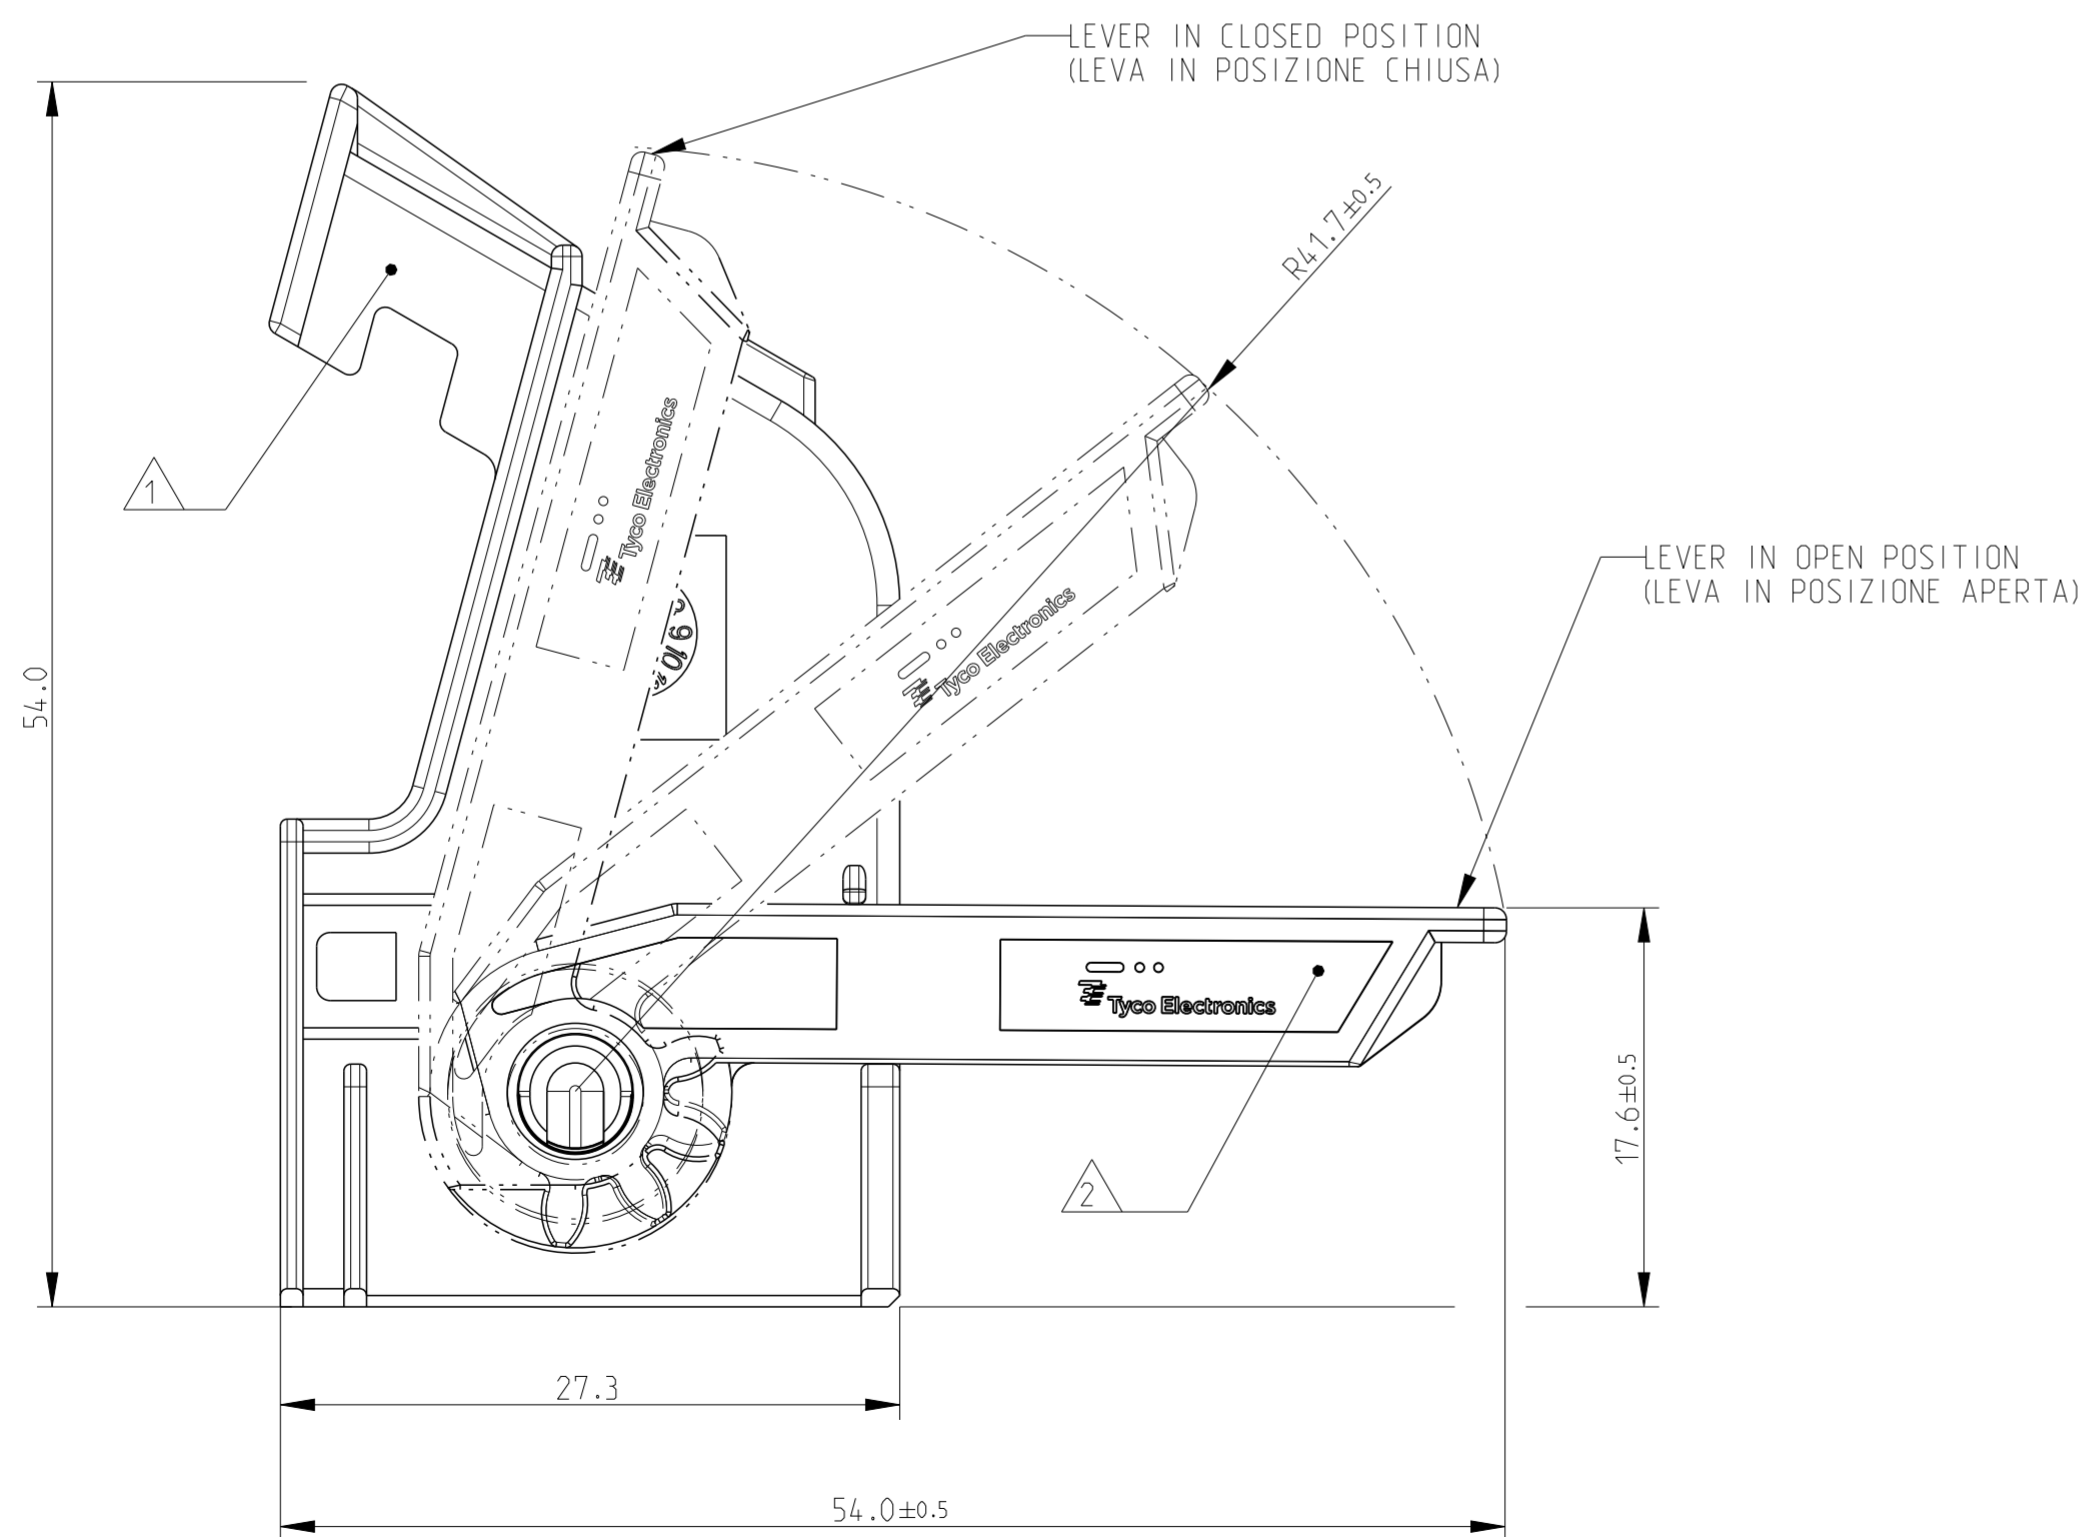 LEVER IN CLOSED POSITION
(LEVA IN POSIZIONE CHIUSA)
R41.7±0.5
1
Tyco Electronics
LEVER IN OPEN POSITION
(LEVA IN POSIZIONE APERTA)
Tyco Electronics
9 10
54.0
Tyco Electronics
17.6±0.5
2
27.3
54.0±0.5